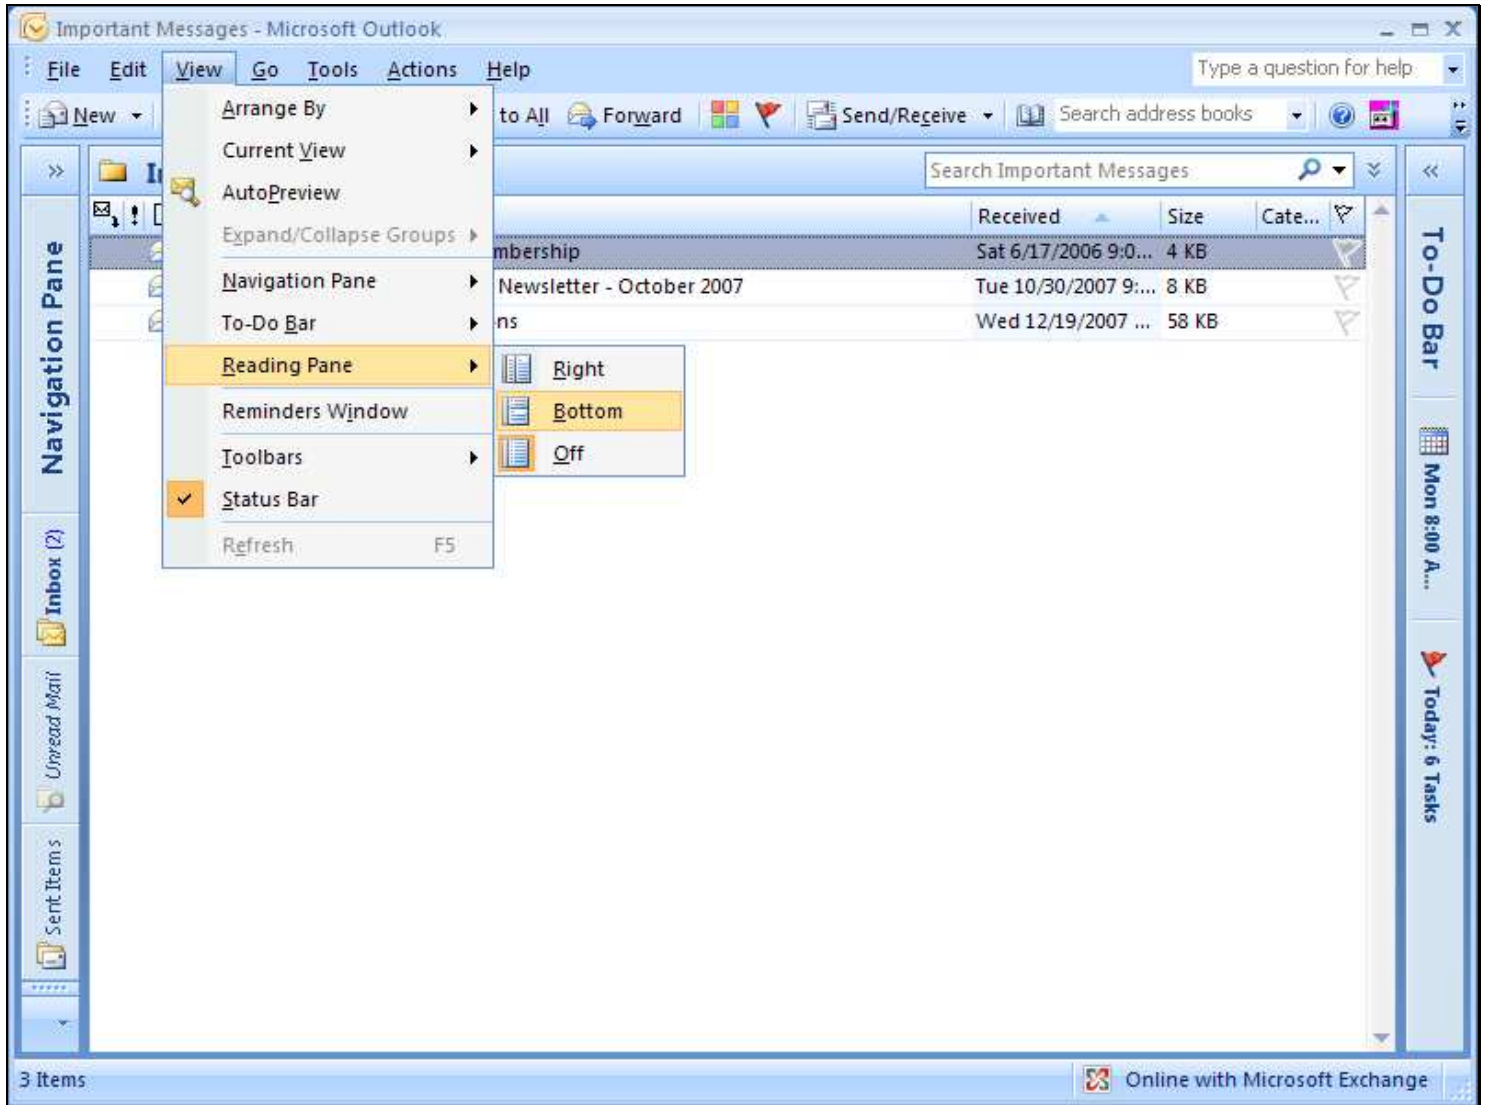 Important Messages - Microsoft Outlook
File Edit View Go Tools Actions Help Type a question for help
New to All Forward Send/Receive Search address books
Search Important Messages
Received Size Cate...
mbership Sat 6/17/2006 9:0... 4 KB
Newsletter - October 2007 Tue 10/30/2007 9:... 8 KB
ns Wed 12/19/2007 ... 58 KB
Arrange By
Current View
AutoPreview
Expand/Collapse Groups
Navigation Pane
To-Do Bar
Reading Pane
Reminders Window
Toolbars
Status Bar
Refresh F5
Right
Bottom
Off
Navigation Pane
Inbox (2)
Unread Mail
Sent Items
To-Do Bar
Mon 8:00 A...
Today: 6 Tasks
3 Items Online with Microsoft Exchange